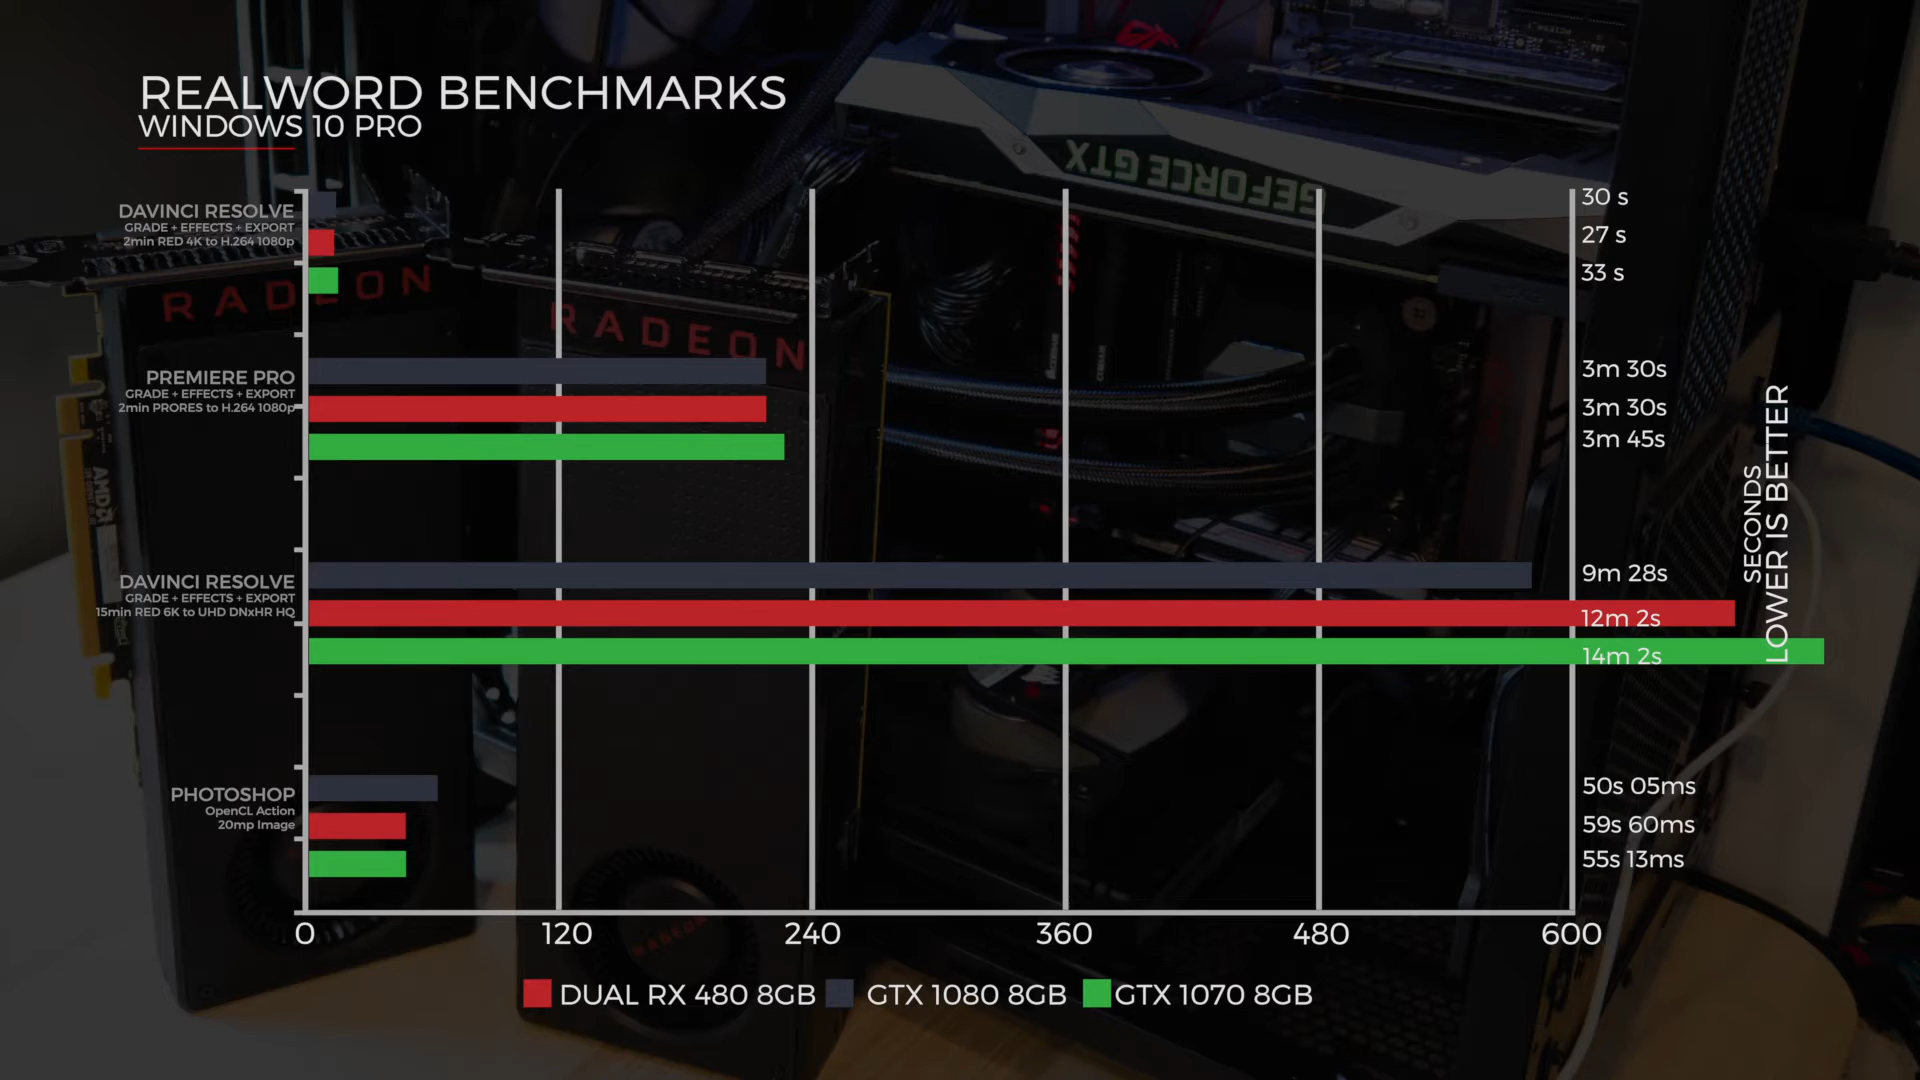 REALWORD BENCHMARKS
WINDOWS 10 PRO
DAVINCI RESOLVE
GRADE + EFFECTS + EXPORT
2min RED 4K to H.264 1080p
30 s
27 s
33 s
PREMIERE PRO
GRADE + EFFECTS + EXPORT
2min PRORES to H.264 1080p
3m 30s
3m 30s
3m 45s
DAVINCI RESOLVE
GRADE + EFFECTS + EXPORT
15min RED 6K to UHD DNxHR HQ
9m 28s
12m 2s
14m 2s
PHOTOSHOP
OpenCL Action
20mp Image
50s 05ms
59s 60ms
55s 13ms
SECONDS
LOWER IS BETTER
0 120 240 360 480 600
DUAL RX 480 8GB GTX 1080 8GB GTX 1070 8GB
GEFORCE GTX
RADEON
RADEON
AMD
CORSAIR
RADEON